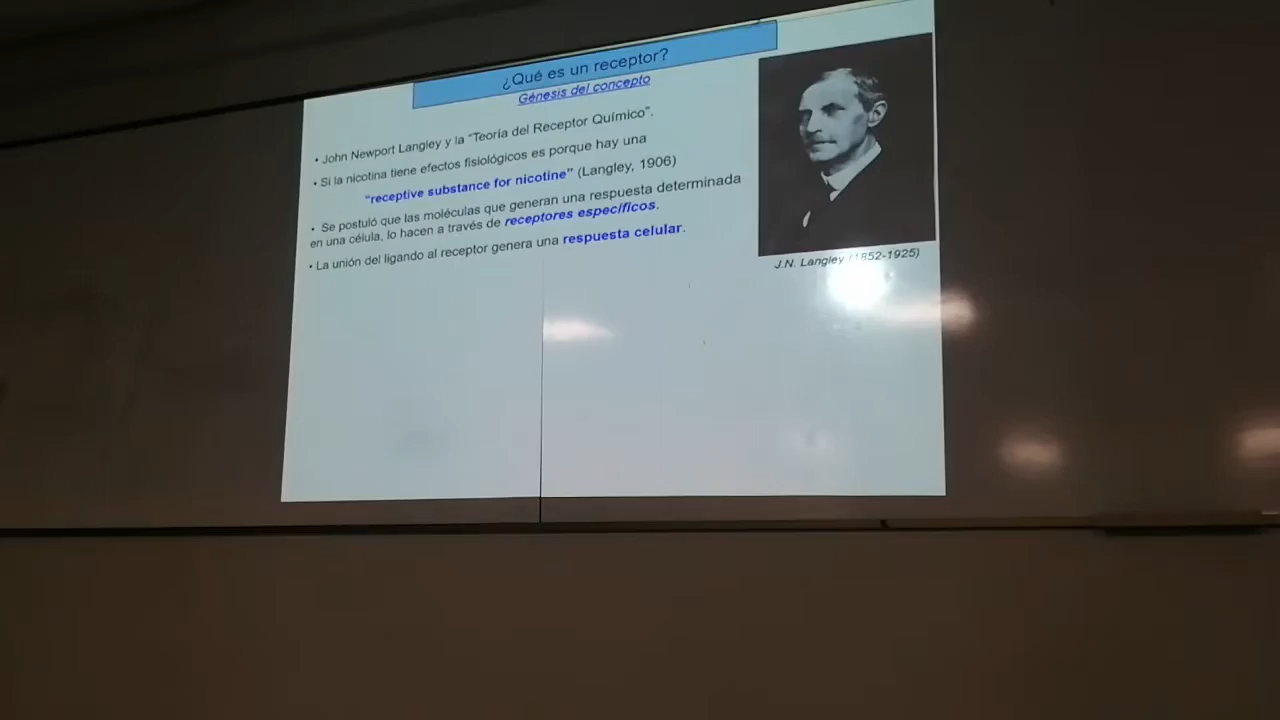 ¿Qué es un receptor?
Génesis del concepto
• John Newport Langley y la “Teoría del Receptor Químico”.
• Si la nicotina tiene efectos fisiológicos es porque hay una
“receptive substance for nicotine” (Langley, 1906)
• Se postuló que las moléculas que generan una respuesta determinada
en una célula, lo hacen a través de receptores específicos.
• La unión del ligando al receptor genera una respuesta celular.
J.N. Langley (1852-1925)